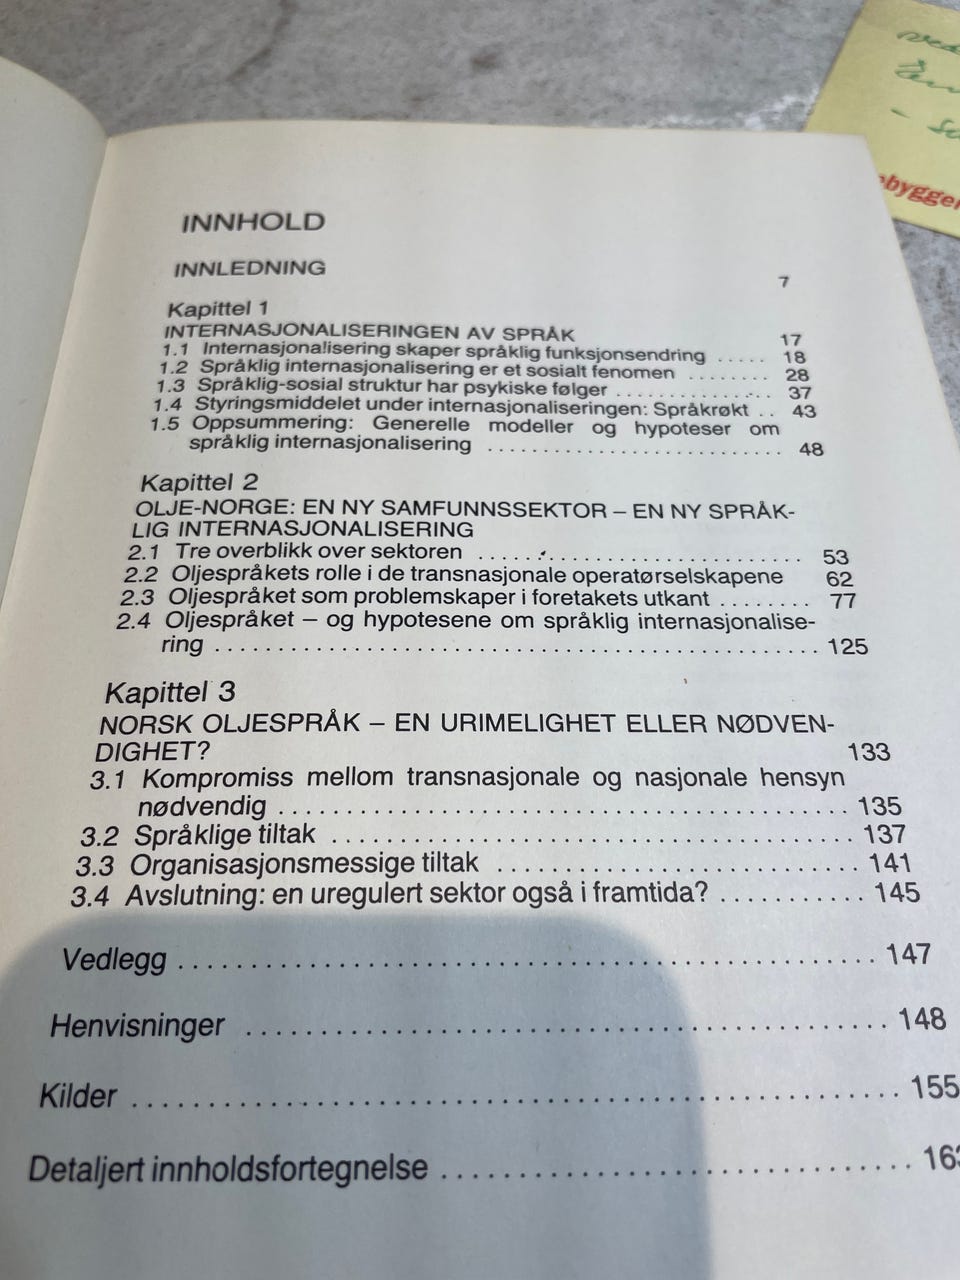 INNHOLD
INNLEDNING 7
Kapittel 1
INTERNASJONALISERINGEN AV SPRÅK 17
1.1 Internasjonalisering skaper språklig funksjonsendring ..... 18
1.2 Språklig internasjonalisering er et sosialt fenomen ........ 28
1.3 Språklig-sosial struktur har psykiske følger .............. 37
1.4 Styringsmiddelet under internasjonaliseringen: Språkrøkt .. 43
1.5 Oppsummering: Generelle modeller og hypoteser om
språklig internasjonalisering ............................ 48
Kapittel 2
OLJE-NORGE: EN NY SAMFUNNSSEKTOR – EN NY SPRÅK-
LIG INTERNASJONALISERING
2.1 Tre overblikk over sektoren ............................ 53
2.2 Oljespråkets rolle i de transnasjonale operatørselskapene 62
2.3 Oljespråket som problemskaper i foretakets utkant ........ 77
2.4 Oljespråket – og hypotesene om språklig internasjonalise-
ring ................................................ 125
Kapittel 3
NORSK OLJESPRÅK – EN URIMELIGHET ELLER NØDVEN-
DIGHET? 133
3.1 Kompromiss mellom transnasjonale og nasjonale hensyn
nødvendig ............................................ 135
3.2 Språklige tiltak ........................................ 137
3.3 Organisasjonsmessige tiltak ............................ 141
3.4 Avslutning: en uregulert sektor også i framtida? ........... 145
Vedlegg .................................................. 147
Henvisninger ............................................ 148
Kilder .................................................. 155
Detaljert innholdsfortegnelse ............................